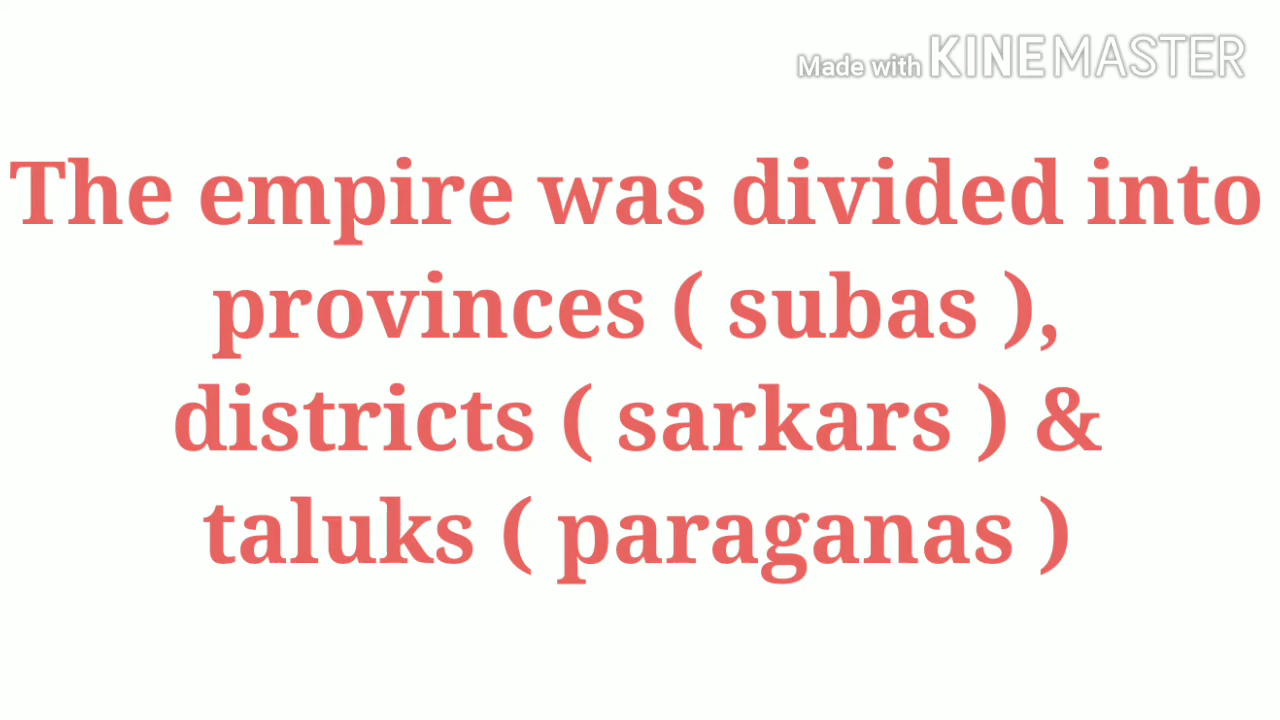 Made with KINEMASTER
The empire was divided into
provinces ( subas ),
districts ( sarkars ) &
taluks ( paraganas )